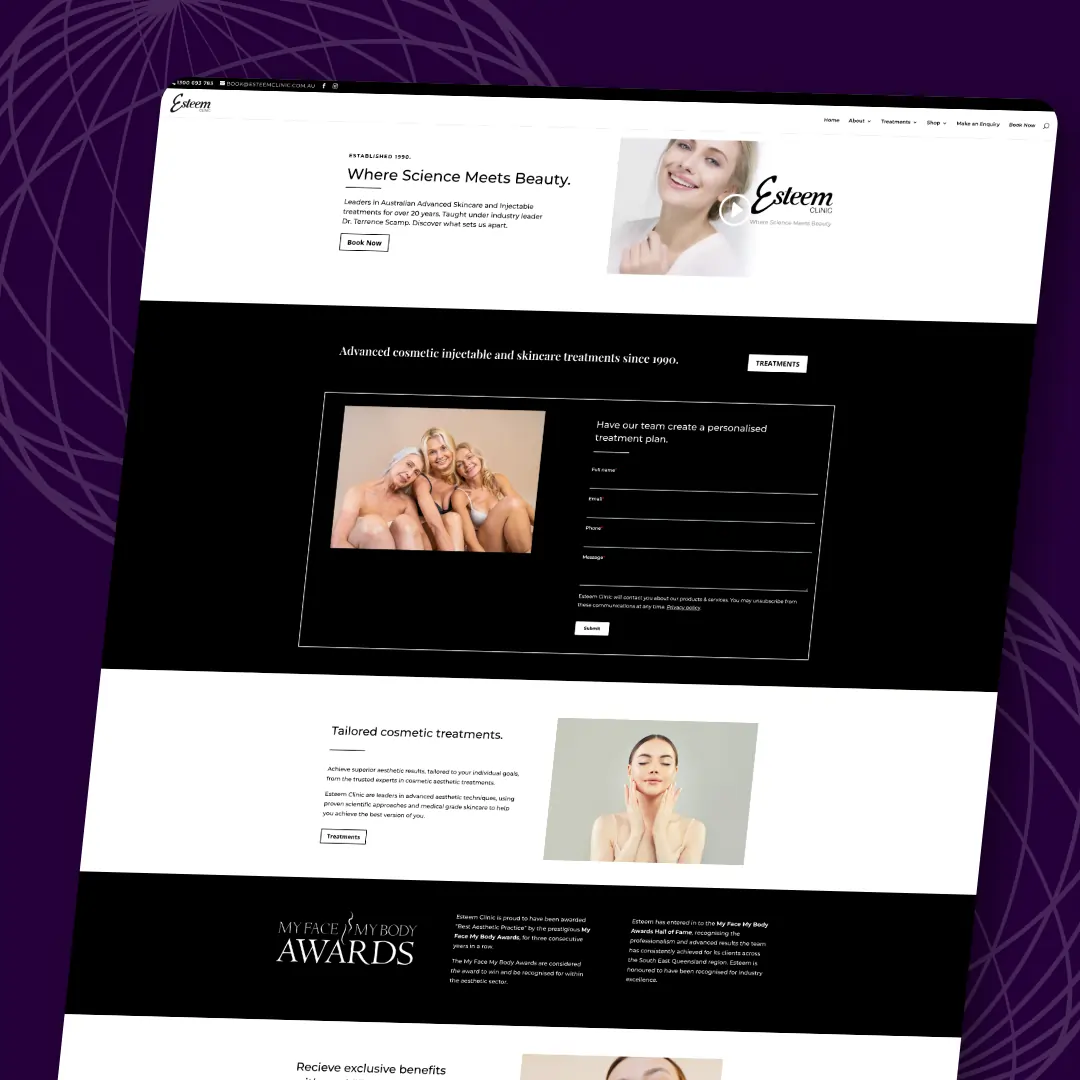 1300 693 763 BOOK@ESTEEMCLINIC.COM.AU
Esteem
CLINIC
Home About Treatments Shop Make an Enquiry Book Now
ESTABLISHED 1990.
Where Science Meets Beauty.
Leaders in Australian Advanced Skincare and Injectable
treatments for over 20 years. Taught under industry leader
Dr. Terrence Scamp. Discover what sets us apart.
Book Now
Esteem
CLINIC
Where Science Meets Beauty
Advanced cosmetic injectable and skincare treatments since 1990.
TREATMENTS
Have our team create a personalised
treatment plan.
Full name*
Email*
Phone*
Message*
Esteem Clinic will contact you about our products & services. You may unsubscribe from
these communications at any time. Privacy policy.
Submit
Tailored cosmetic treatments.
Achieve superior aesthetic results, tailored to your individual goals,
from the trusted experts in cosmetic aesthetic treatments.
Esteem Clinic are leaders in advanced aesthetic techniques, using
proven scientific approaches and medical grade skincare to help
you achieve the best version of you.
Treatments
MY FACE MY BODY
AWARDS
Esteem Clinic is proud to have been awarded
"Best Aesthetic Practice" by the prestigious My
Face My Body Awards, for three consecutive
years in a row.
The My Face My Body Awards are considered
the award to win and be recognised for within
the aesthetic sector.
Esteem has entered in to the My Face My Body
Awards Hall of Fame, recognising the
professionalism and advanced results the team
has consistently achieved for its clients across
the South East Queensland region. Esteem is
honoured to have been recognised for industry
excellence.
Recieve exclusive benefits